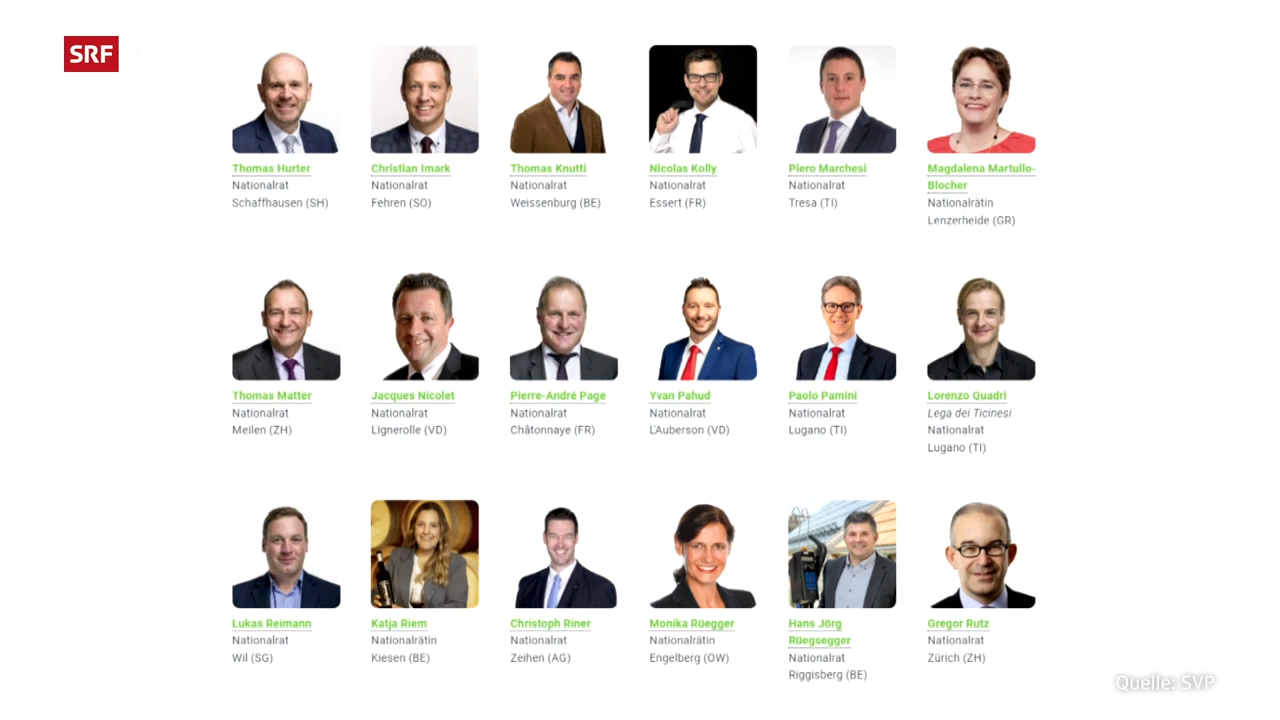 SRF
Thomas Hurter
Nationalrat
Schaffhausen (SH)
Christian Imark
Nationalrat
Fehren (SO)
Thomas Knutti
Nationalrat
Weissenburg (BE)
Nicolas Kolly
Nationalrat
Essert (FR)
Piero Marchesi
Nationalrat
Tresa (TI)
Magdalena Martullo-
Blocher
Nationalrätin
Lenzerheide (GR)
Thomas Matter
Nationalrat
Meilen (ZH)
Jacques Nicolet
Nationalrat
Lignerolle (VD)
Pierre-André Page
Nationalrat
Châtonnaye (FR)
Yvan Pahud
Nationalrat
L'Auberson (VD)
Paolo Pamini
Nationalrat
Lugano (TI)
Lorenzo Quadri
Lega dei Ticinesi
Nationalrat
Lugano (TI)
Lukas Reimann
Nationalrat
Wil (SG)
Katja Riem
Nationalrätin
Kiesen (BE)
Christoph Riner
Nationalrat
Zeihen (AG)
Monika Rüegger
Nationalrätin
Engelberg (OW)
Hans Jörg
Rüegsegger
Nationalrat
Riggisberg (BE)
Gregor Rutz
Nationalrat
Zürich (ZH)
Quelle: SVP